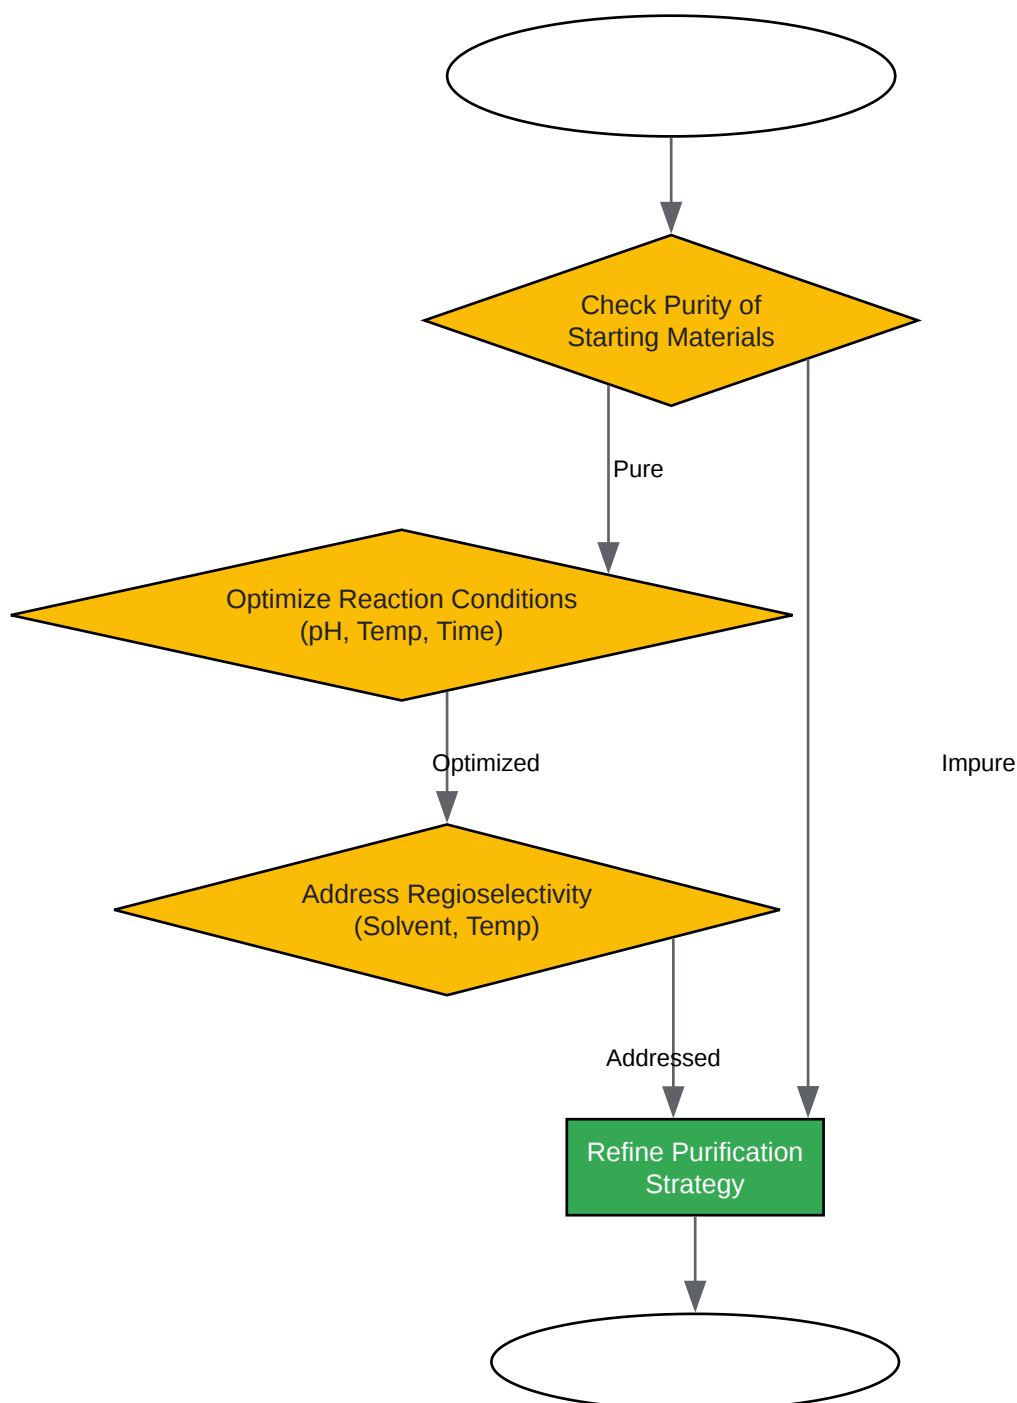 Check Purity of
Starting Materials
Pure
Optimize Reaction Conditions
(pH, Temp, Time)
Optimized
Impure
Address Regioselectivity
(Solvent, Temp)
Addressed
Refine Purification
Strategy